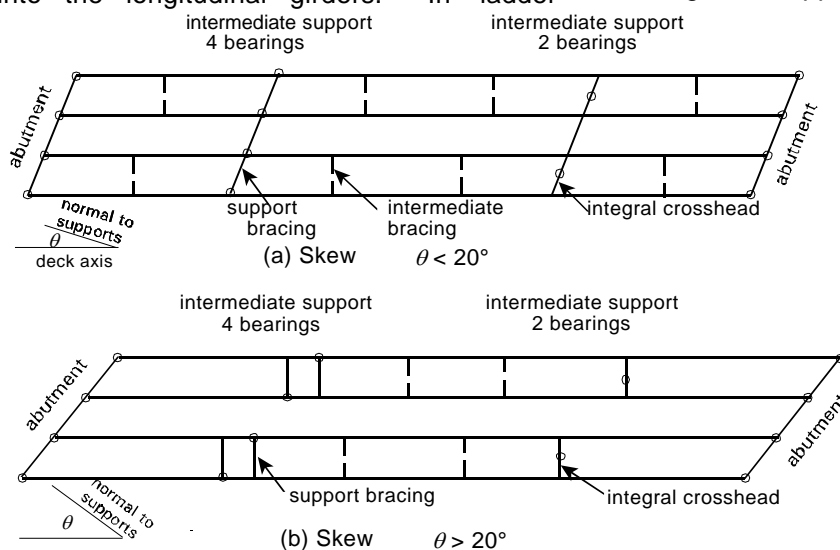 into the longitudinal girders. In ladder
intermediate support
4 bearings
intermediate support
2 bearings
abutment
abutment
normal to
supports
θ
deck axis
support
bracing
intermediate
bracing
integral crosshead
(a) Skew θ < 20°
intermediate support
4 bearings
intermediate support
2 bearings
abutment
abutment
normal to
supports
θ
support bracing
integral crosshead
(b) Skew θ > 20°